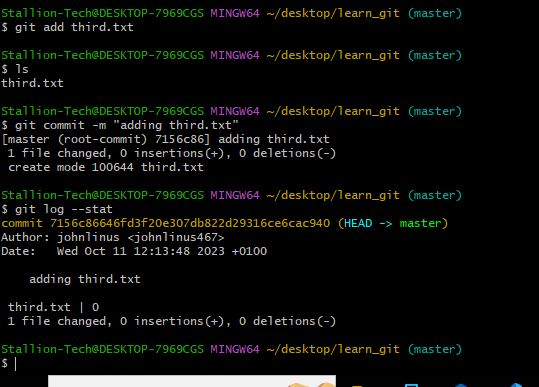 Stallion-Tech@DESKTOP-7969CGS MINGW64 ~/desktop/learn_git (master)
$ git add third.txt
Stallion-Tech@DESKTOP-7969CGS MINGW64 ~/desktop/learn_git (master)
$ ls
third.txt
Stallion-Tech@DESKTOP-7969CGS MINGW64 ~/desktop/learn_git (master)
$ git commit -m "adding third.txt"
[master (root-commit) 7156c86] adding third.txt
 1 file changed, 0 insertions(+), 0 deletions(-)
 create mode 100644 third.txt
Stallion-Tech@DESKTOP-7969CGS MINGW64 ~/desktop/learn_git (master)
$ git log --stat
commit 7156c86646fd3f20e307db822d29316ce6cac940 (HEAD -> master)
Author: johnlinus <johnlinus467>
Date:   Wed Oct 11 12:13:48 2023 +0100
    adding third.txt
 third.txt | 0
 1 file changed, 0 insertions(+), 0 deletions(-)
Stallion-Tech@DESKTOP-7969CGS MINGW64 ~/desktop/learn_git (master)
$